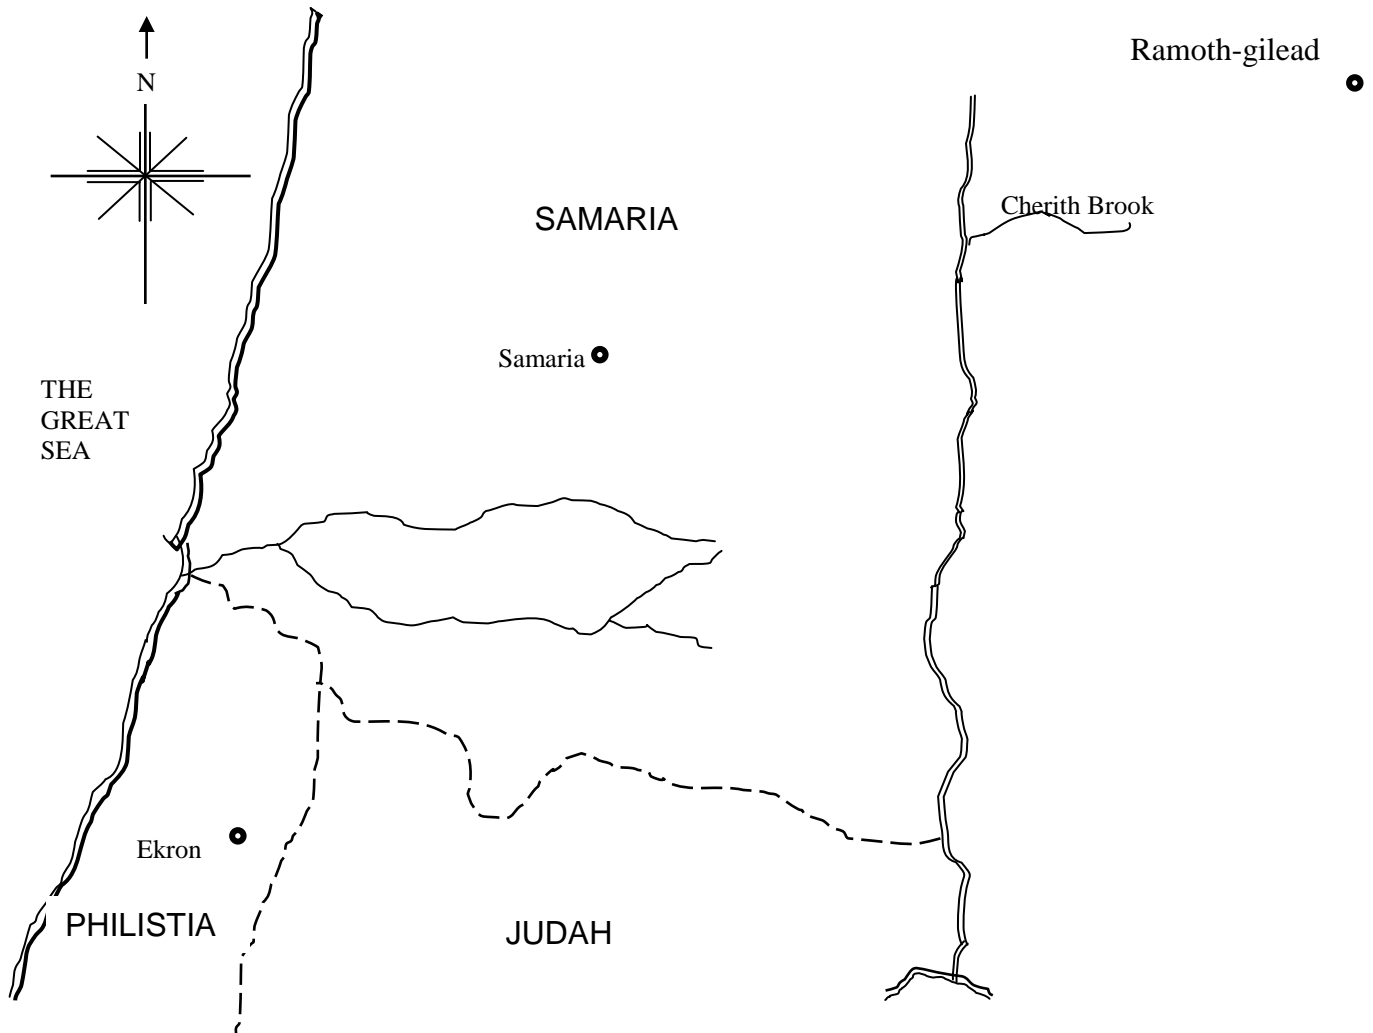 Ramoth-gilead
N
Cherith Brook
SAMARIA
Samaria
THE
GREAT
SEA
Ekron
PHILISTIA
JUDAH